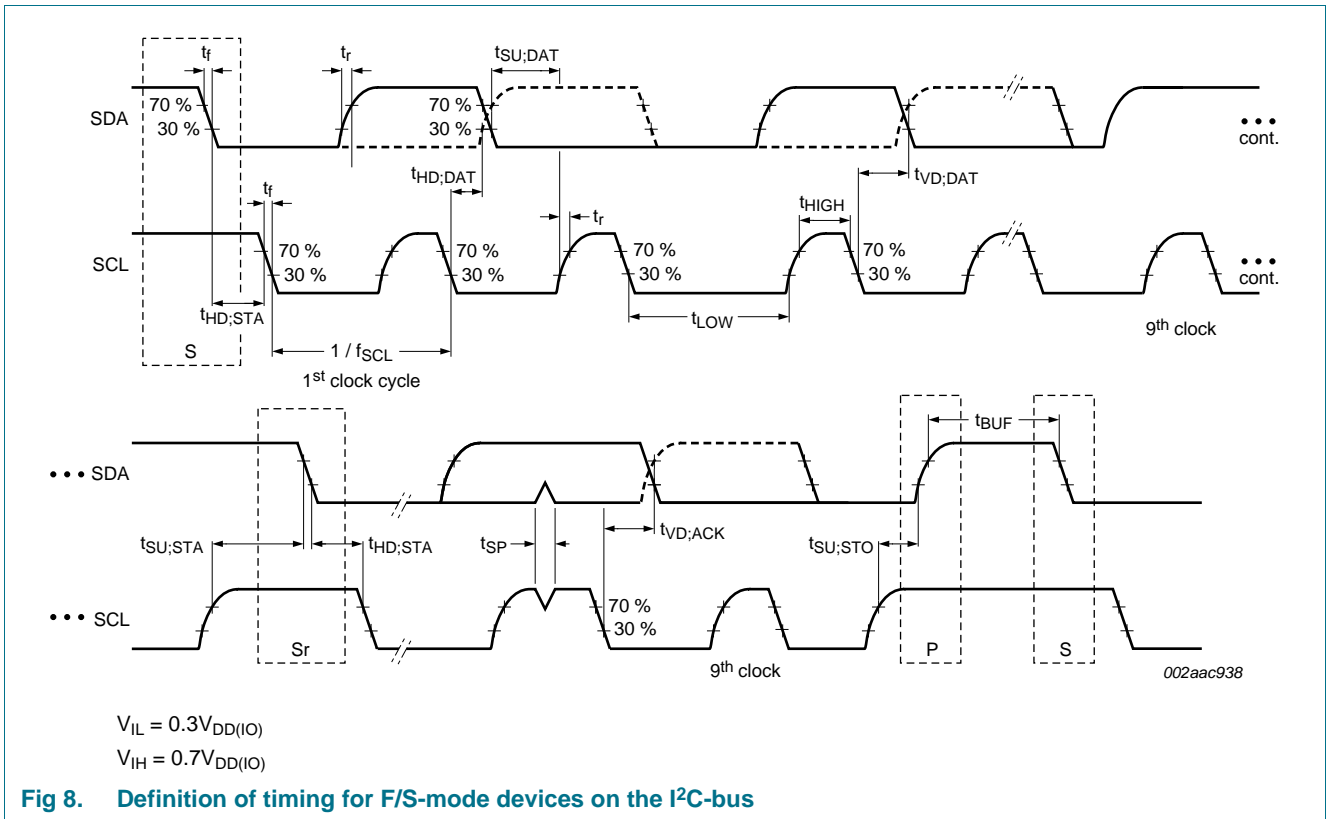 tf
tr
tSU;DAT
70 %
30 %
70 %
30 %
SDA
cont.
tHD;DAT
tVD;DAT
tf
tr
tHIGH
70 %
30 %
70 %
30 %
70 %
30 %
SCL
cont.
tHD;STA
tLOW
9th clock
S
1 / fSCL
1st clock cycle
tBUF
••• SDA
tSU;STA
tHD;STA
tSP
tVD;ACK
tSU;STO
70 %
30 %
••• SCL
Sr
P
S
9th clock
002aac938
VIL = 0.3VDD(IO)
VIH = 0.7VDD(IO)
Fig 8. Definition of timing for F/S-mode devices on the I²C-bus